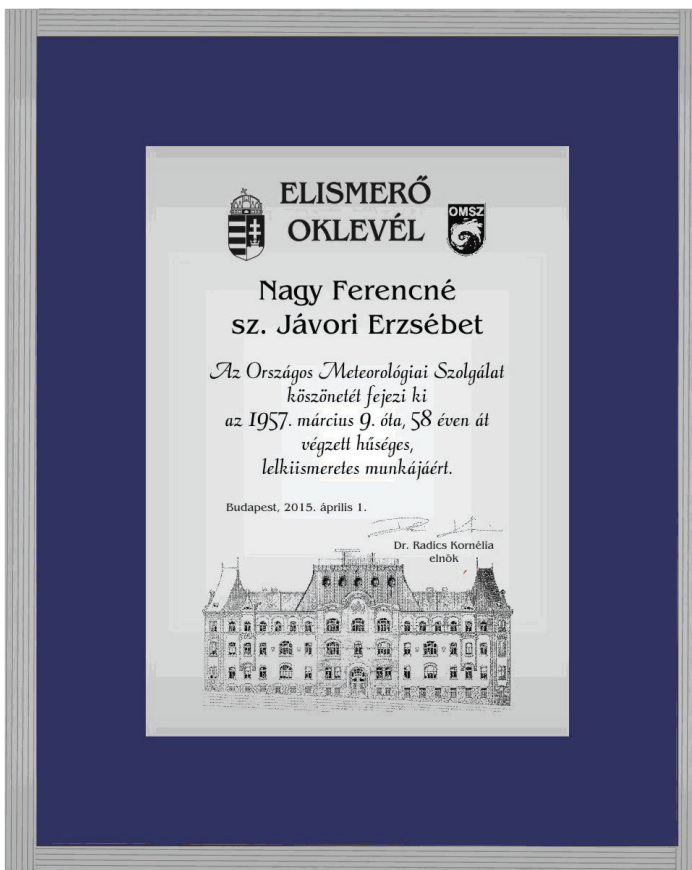 ELISMERŐ
OKLEVÉL
OMSZ
Nagy Ferencné
sz. Jávori Erzsébet
Az Országos Meteorológiai Szolgálat
köszönetét fejezi ki
az 1957. március 9. óta, 58 éven át
végzett hűséges,
lelkiismeretes munkájáért.
Budapest, 2015. április 1.
Dr. Radics Kornélia
elnök